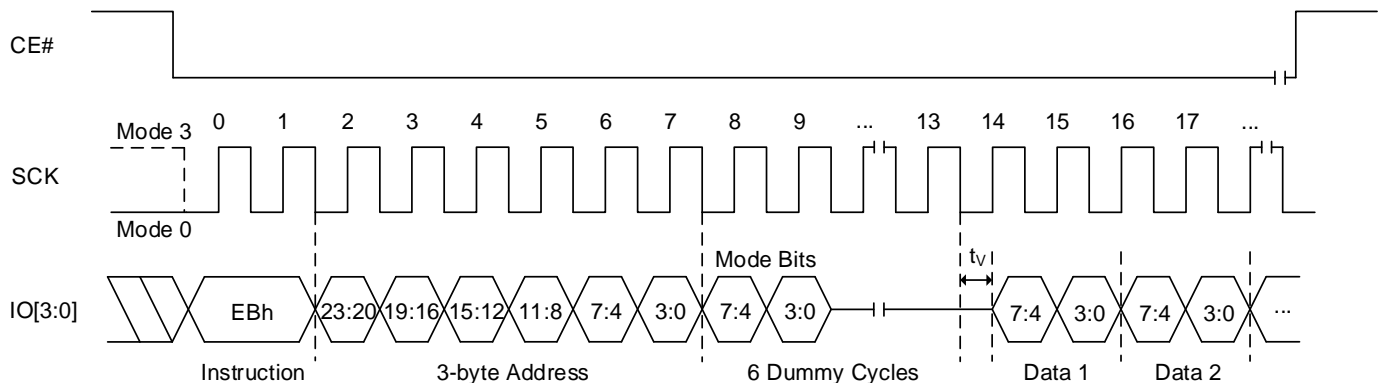 CE#
0 1 2 3 4 5 6 7 8 9 ... 13 14 15 16 17 ...
Mode 3
SCK
Mode 0
Mode Bits
tV
IO[3:0]
EBh 23:20 19:16 15:12 11:8 7:4 3:0 7:4 3:0 7:4 3:0 7:4 3:0 ...
Instruction 3-byte Address 6 Dummy Cycles Data 1 Data 2